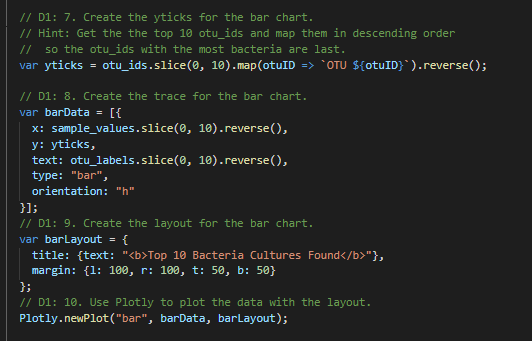 // D1: 7. Create the yticks for the bar chart.
// Hint: Get the the top 10 otu_ids and map them in descending order
//  so the otu_ids with the most bacteria are last.
var yticks = otu_ids.slice(0, 10).map(otuID => `OTU ${otuID}`).reverse();
// D1: 8. Create the trace for the bar chart.
var barData = [{
  x: sample_values.slice(0, 10).reverse(),
  y: yticks,
  text: otu_labels.slice(0, 10).reverse(),
  type: "bar",
  orientation: "h"
}];
// D1: 9. Create the layout for the bar chart.
var barLayout = {
  title: {text: "<b>Top 10 Bacteria Cultures Found</b>"},
  margin: {l: 100, r: 100, t: 50, b: 50}
};
// D1: 10. Use Plotly to plot the data with the layout.
Plotly.newPlot("bar", barData, barLayout);